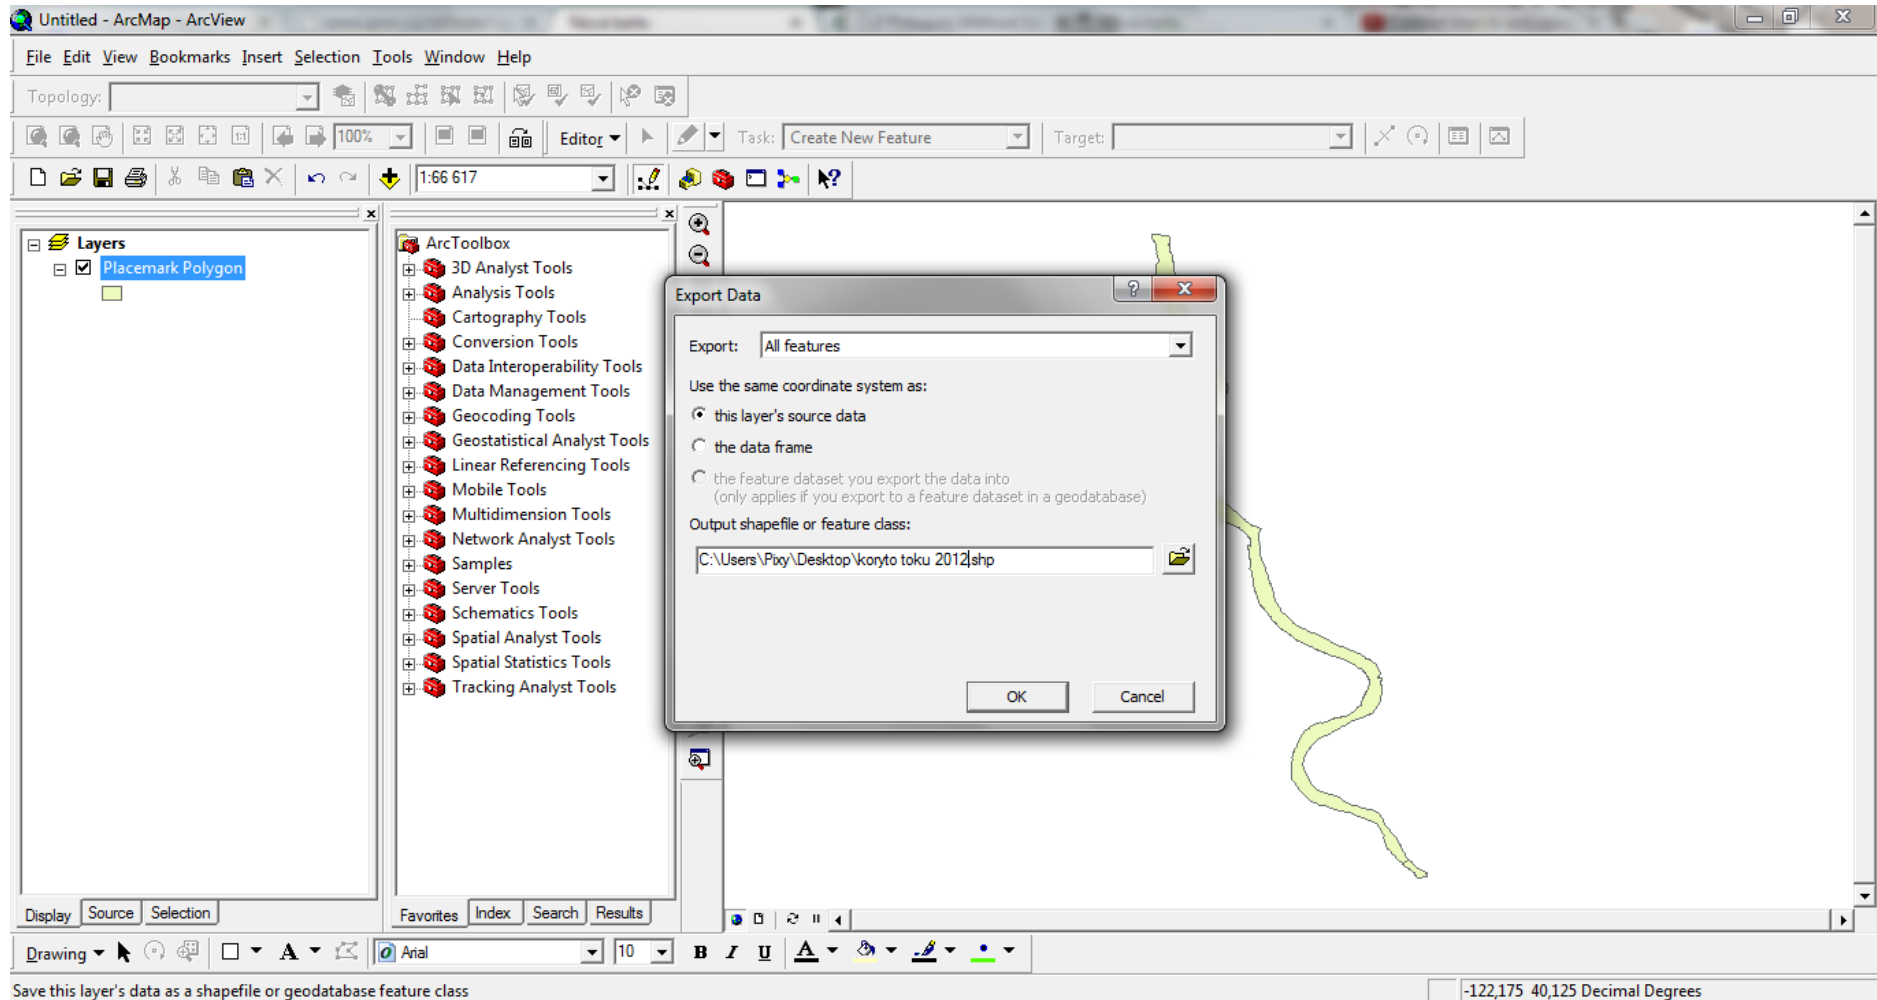 Untitled - ArcMap - ArcView
File Edit View Bookmarks Insert Selection Tools Window Help
Topology:
100% Editor Task: Create New Feature Target:
1:66 617
Layers
Placemark Polygon
ArcToolbox
3D Analyst Tools
Analysis Tools
Cartography Tools
Conversion Tools
Data Interoperability Tools
Data Management Tools
Geocoding Tools
Geostatistical Analyst Tools
Linear Referencing Tools
Mobile Tools
Multidimension Tools
Network Analyst Tools
Samples
Server Tools
Schematics Tools
Spatial Analyst Tools
Spatial Statistics Tools
Tracking Analyst Tools
Export Data
Export: All features
Use the same coordinate system as:
this layer's source data
the data frame
the feature dataset you export the data into
(only applies if you export to a feature dataset in a geodatabase)
Output shapefile or feature class:
C:\Users\Pixy\Desktop\koryto toku 2012.shp
OK Cancel
Display Source Selection
Favorites Index Search Results
Drawing A Arial 10 B I U A
Save this layer's data as a shapefile or geodatabase feature class
-122,175 40,125 Decimal Degrees